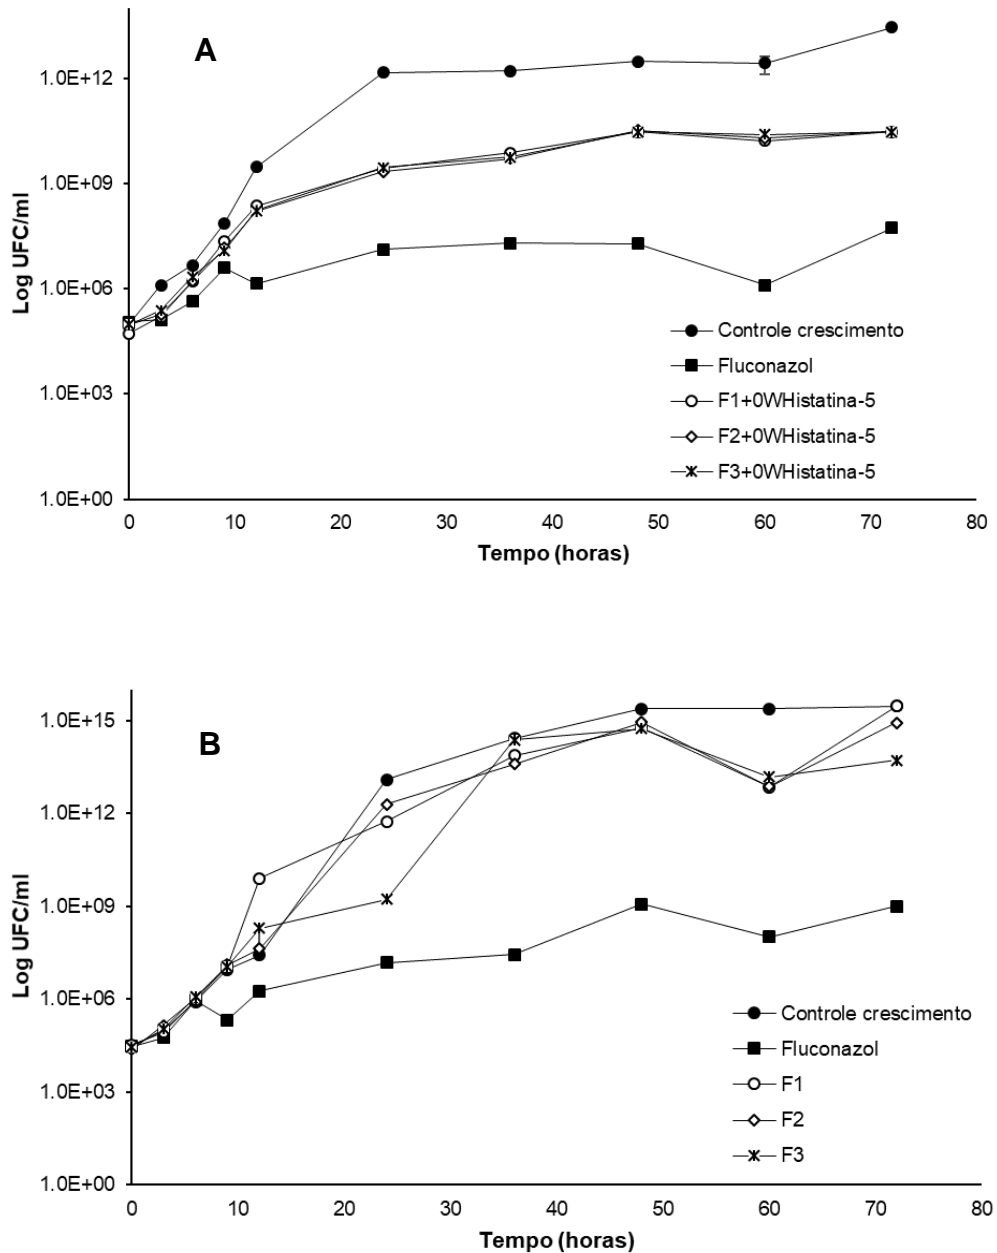 A
1.0E+12
1.0E+09
1.0E+06
1.0E+03
1.0E+00
Log UFC/ml
Controle crescimento
Fluconazol
F1+0WHistatina-5
F2+0WHistatina-5
F3+0WHistatina-5
0 10 20 30 40 50 60 70 80
Tempo (horas)
B
1.0E+15
1.0E+12
1.0E+09
1.0E+06
1.0E+03
1.0E+00
Log UFC/ml
Controle crescimento
Fluconazol
F1
F2
F3
0 10 20 30 40 50 60 70 80
Tempo (horas)